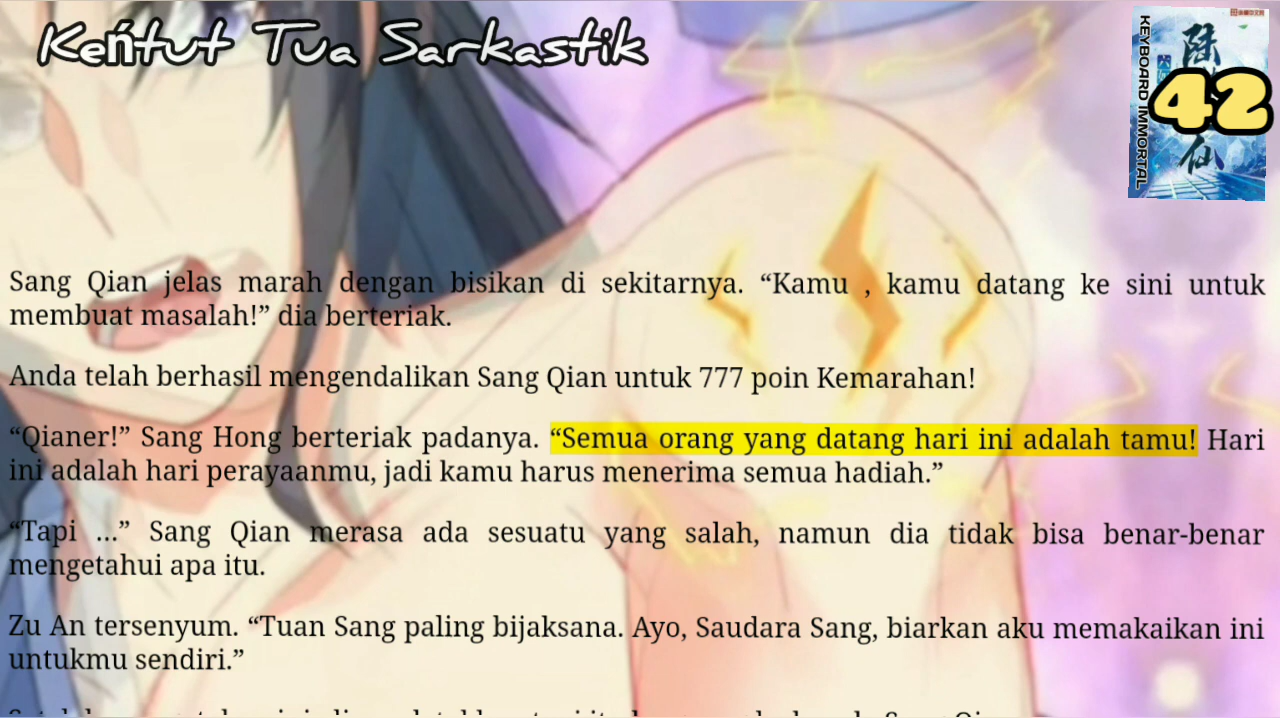 Keńtut Tua Sarkastik
KEYBOARD IMMORTAL
42
Sang Qian jelas marah dengan bisikan di sekitarnya. “Kamu , kamu datang ke sini untuk
membuat masalah!” dia berteriak.
Anda telah berhasil mengendalikan Sang Qian untuk 777 poin Kemarahan!
“Qianer!” Sang Hong berteriak padanya. “Semua orang yang datang hari ini adalah tamu! Hari
ini adalah hari perayaanmu, jadi kamu harus menerima semua hadiah.”
“Tapi …” Sang Qian merasa ada sesuatu yang salah, namun dia tidak bisa benar-benar
mengetahui apa itu.
Zu An tersenyum. “Tuan Sang paling bijaksana. Ayo, Saudara Sang, biarkan aku memakaikan ini
untukmu sendiri.”